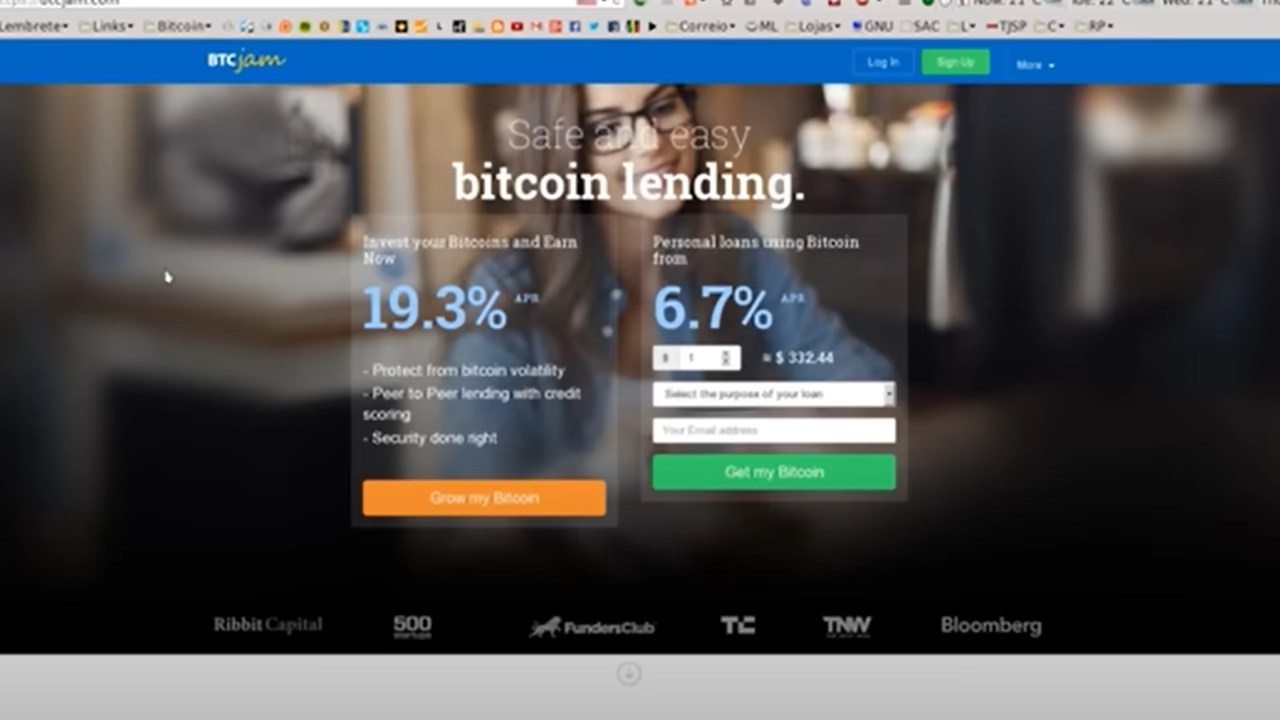 btcjam.com
Lembrete Links Bitcoin Correio ML Lojas GNU SAC L TJSP C RP
BTCjam Log In Sign Up More
Safe and easy
bitcoin lending.
Invest your Bitcoins and Earn
Now
19.3% APR
- Protect from bitcoin volatility
- Peer to Peer lending with credit
scoring
- Security done right
Grow my Bitcoin
Personal loans using Bitcoin
from
6.7% APR
1 ≈ $ 332.44
Select the purpose of your loan
Your Email address
Get my Bitcoin
Ribbit Capital 500 startups FundersClub TC TNW Bloomberg